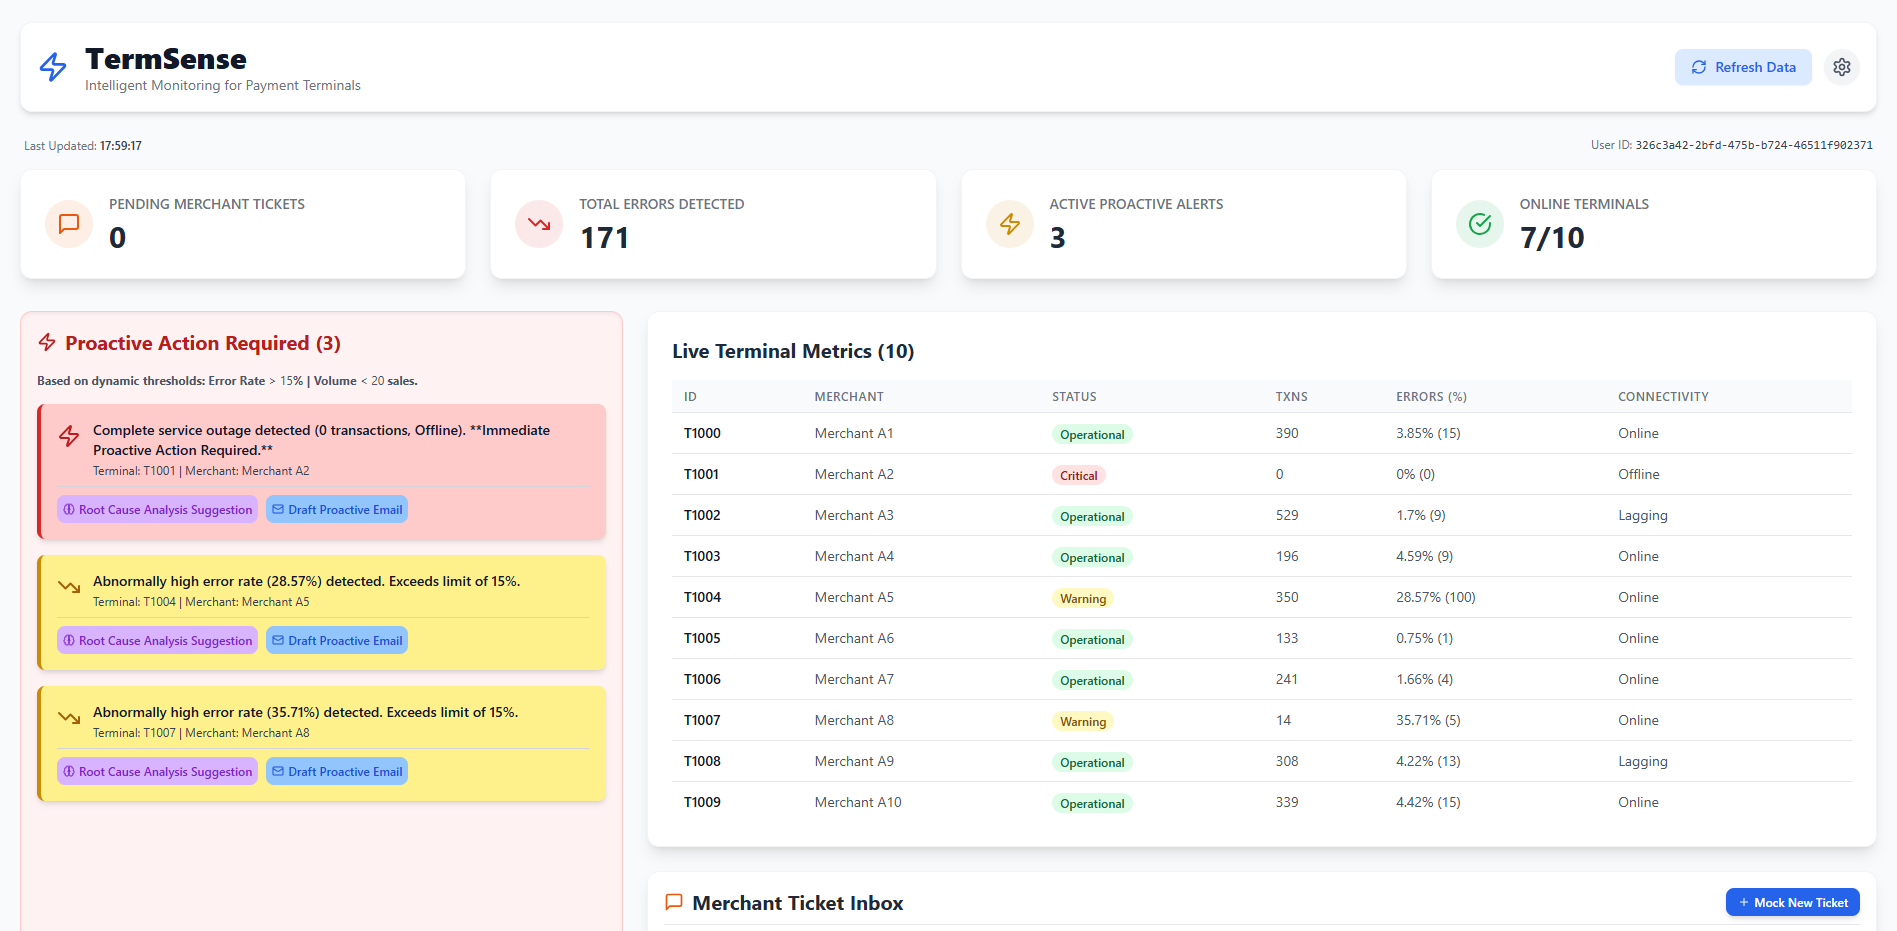 TermSense
Intelligent Monitoring for Payment Terminals
Refresh Data
Last Updated: 17:59:17
User ID: 326c3a42-2bfd-475b-b724-46511f902371
PENDING MERCHANT TICKETS
0
TOTAL ERRORS DETECTED
171
ACTIVE PROACTIVE ALERTS
3
ONLINE TERMINALS
7/10
Proactive Action Required (3)
Based on dynamic thresholds: Error Rate > 15% | Volume < 20 sales.
Complete service outage detected (0 transactions, Offline). **Immediate
Proactive Action Required.**
Terminal: T1001 | Merchant: Merchant A2
Root Cause Analysis Suggestion
Draft Proactive Email
Abnormally high error rate (28.57%) detected. Exceeds limit of 15%.
Terminal: T1004 | Merchant: Merchant A5
Root Cause Analysis Suggestion
Draft Proactive Email
Abnormally high error rate (35.71%) detected. Exceeds limit of 15%.
Terminal: T1007 | Merchant: Merchant A8
Root Cause Analysis Suggestion
Draft Proactive Email
Live Terminal Metrics (10)
ID MERCHANT STATUS TXNS ERRORS (%) CONNECTIVITY
T1000 Merchant A1 Operational 390 3.85% (15) Online
T1001 Merchant A2 Critical 0 0% (0) Offline
T1002 Merchant A3 Operational 529 1.7% (9) Lagging
T1003 Merchant A4 Operational 196 4.59% (9) Online
T1004 Merchant A5 Warning 350 28.57% (100) Online
T1005 Merchant A6 Operational 133 0.75% (1) Online
T1006 Merchant A7 Operational 241 1.66% (4) Online
T1007 Merchant A8 Warning 14 35.71% (5) Online
T1008 Merchant A9 Operational 308 4.22% (13) Lagging
T1009 Merchant A10 Operational 339 4.42% (15) Online
Merchant Ticket Inbox
+ Mock New Ticket